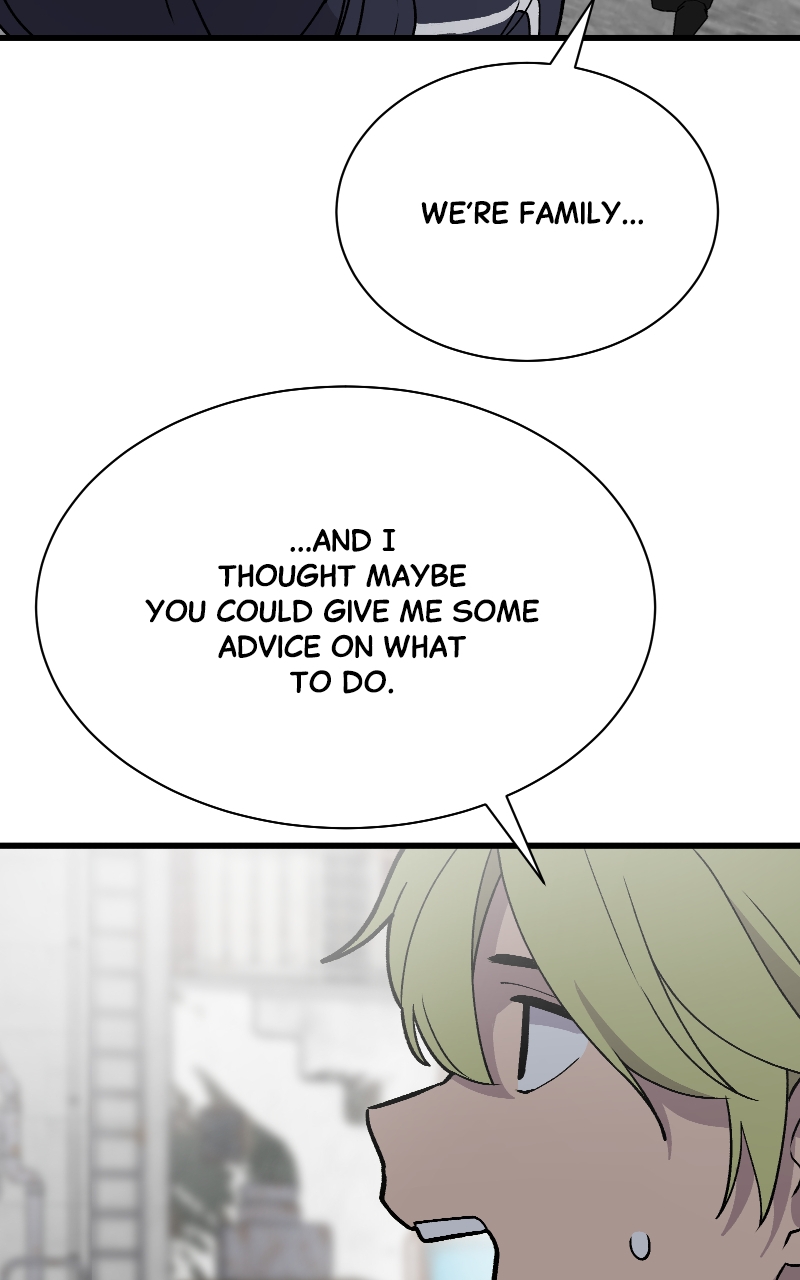 WE'RE FAMILY...
...AND I
THOUGHT MAYBE
YOU COULD GIVE ME SOME
ADVICE ON WHAT
TO DO.